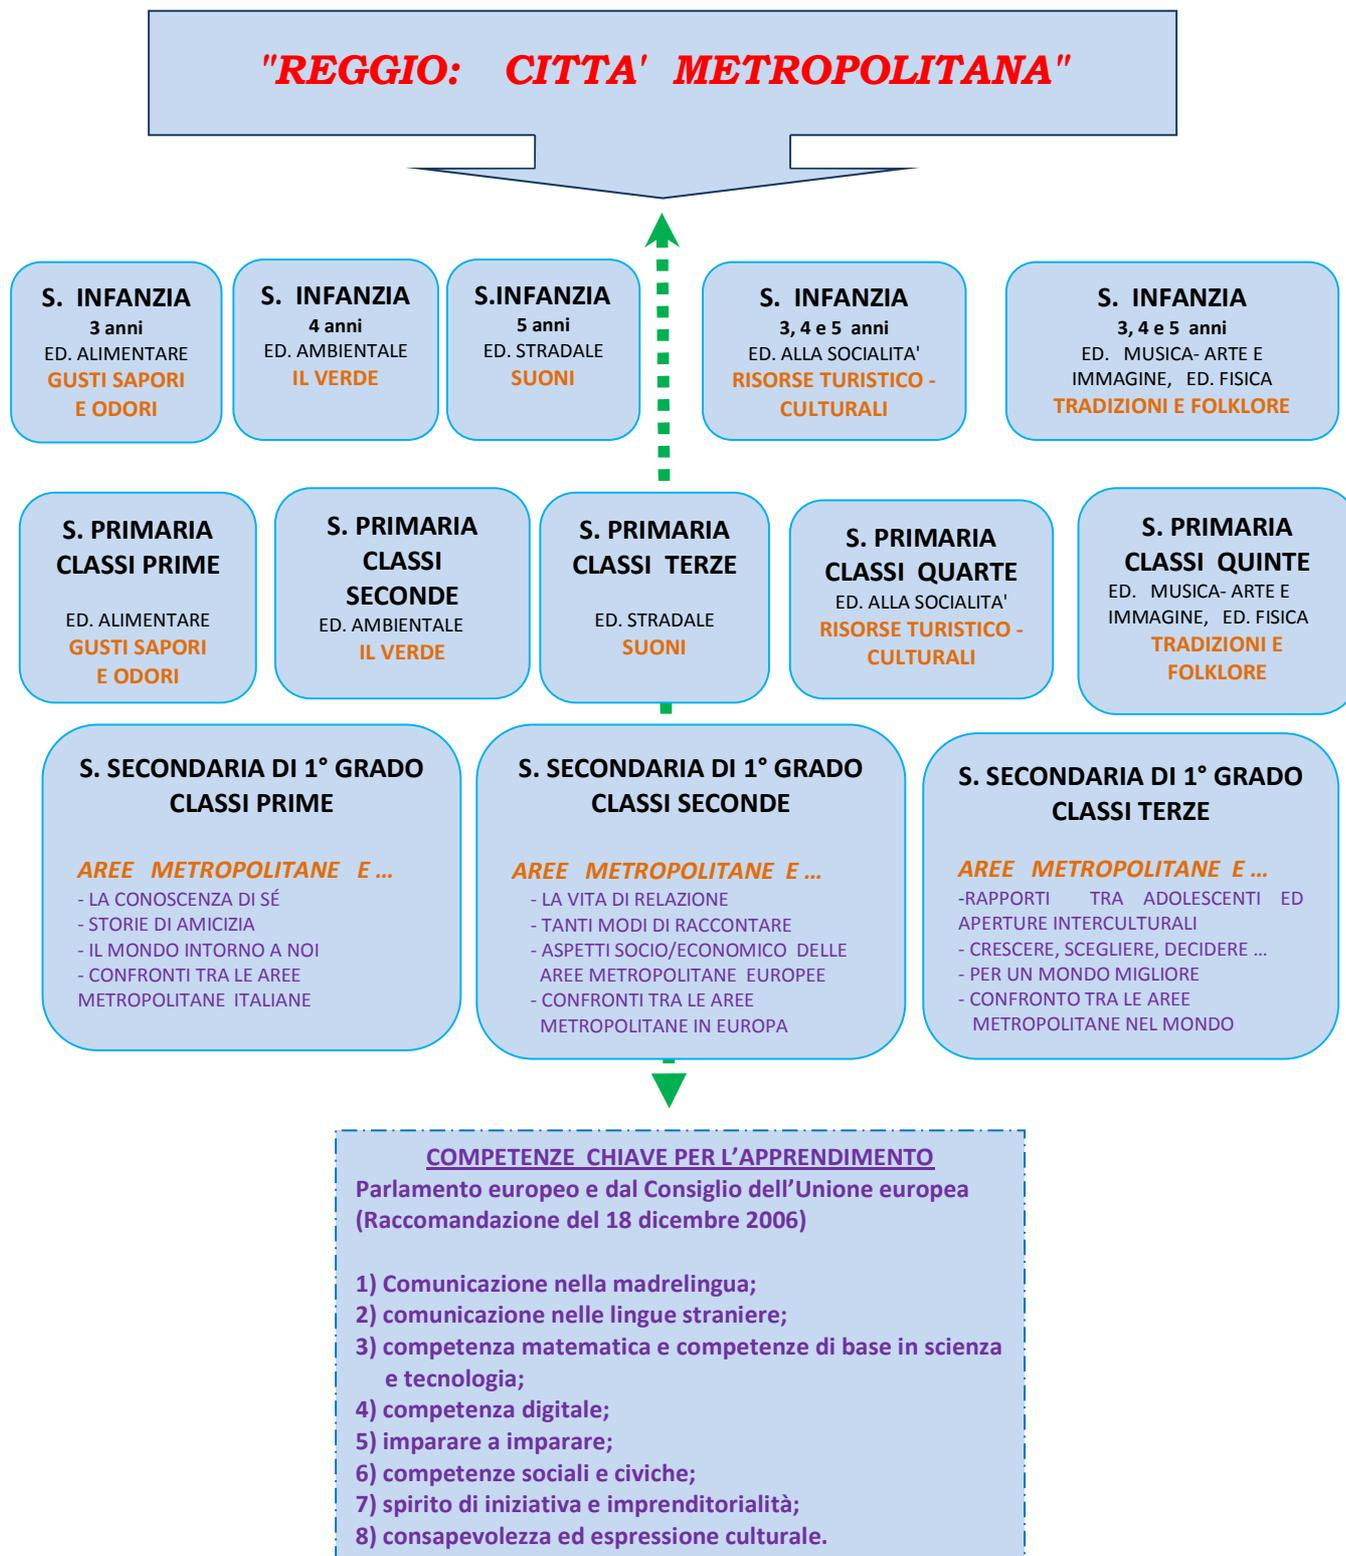 "REGGIO: CITTA' METROPOLITANA"
S. INFANZIA
3 anni
ED. ALIMENTARE
GUSTI SAPORI
E ODORI
S. INFANZIA
4 anni
ED. AMBIENTALE
IL VERDE
S.INFANZIA
5 anni
ED. STRADALE
SUONI
S. INFANZIA
3, 4 e 5 anni
ED. ALLA SOCIALITA'
RISORSE TURISTICO -
CULTURALI
S. INFANZIA
3, 4 e 5 anni
ED. MUSICA- ARTE E
IMMAGINE, ED. FISICA
TRADIZIONI E FOLKLORE
S. PRIMARIA
CLASSI PRIME
ED. ALIMENTARE
GUSTI SAPORI
E ODORI
S. PRIMARIA
CLASSI
SECONDE
ED. AMBIENTALE
IL VERDE
S. PRIMARIA
CLASSI TERZE
ED. STRADALE
SUONI
S. PRIMARIA
CLASSI QUARTE
ED. ALLA SOCIALITA'
RISORSE TURISTICO -
CULTURALI
S. PRIMARIA
CLASSI QUINTE
ED. MUSICA- ARTE E
IMMAGINE, ED. FISICA
TRADIZIONI E
FOLKLORE
S. SECONDARIA DI 1° GRADO
CLASSI PRIME
AREE METROPOLITANE E ...
- LA CONOSCENZA DI SÉ
- STORIE DI AMICIZIA
- IL MONDO INTORNO A NOI
- CONFRONTI TRA LE AREE
METROPOLITANE ITALIANE
S. SECONDARIA DI 1° GRADO
CLASSI SECONDE
AREE METROPOLITANE E ...
- LA VITA DI RELAZIONE
- TANTI MODI DI RACCONTARE
- ASPETTI SOCIO/ECONOMICO DELLE
AREE METROPOLITANE EUROPEE
- CONFRONTI TRA LE AREE
METROPOLITANE IN EUROPA
S. SECONDARIA DI 1° GRADO
CLASSI TERZE
AREE METROPOLITANE E ...
-RAPPORTI TRA ADOLESCENTI ED
APERTURE INTERCULTURALI
- CRESCERE, SCEGLIERE, DECIDERE ...
- PER UN MONDO MIGLIORE
- CONFRONTO TRA LE AREE
METROPOLITANE NEL MONDO
COMPETENZE CHIAVE PER L'APPRENDIMENTO
Parlamento europeo e dal Consiglio dell'Unione europea
(Raccomandazione del 18 dicembre 2006)
1) Comunicazione nella madrelingua;
2) comunicazione nelle lingue straniere;
3) competenza matematica e competenze di base in scienza
e tecnologia;
4) competenza digitale;
5) imparare a imparare;
6) competenze sociali e civiche;
7) spirito di iniziativa e imprenditorialità;
8) consapevolezza ed espressione culturale.